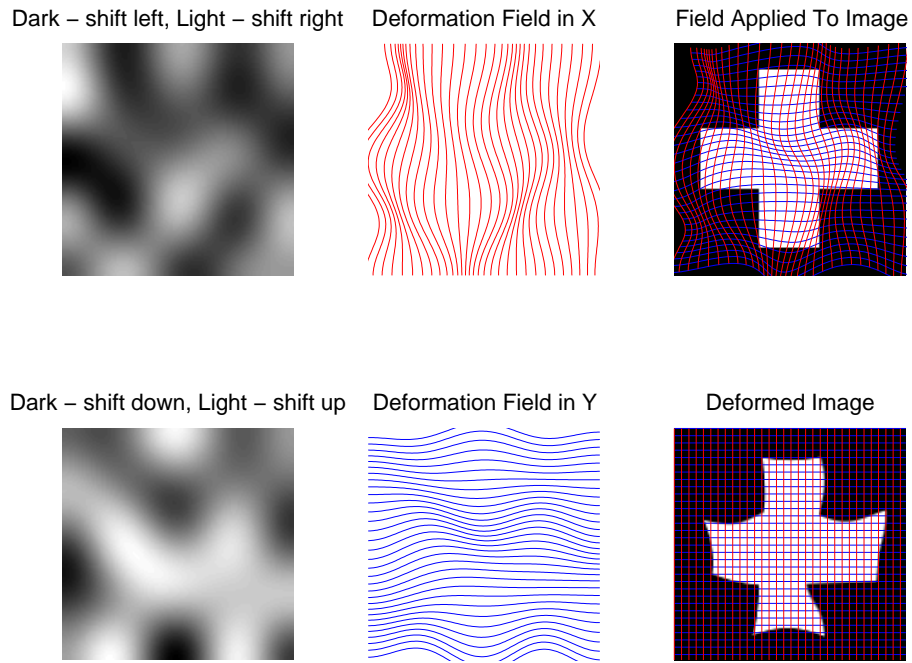 Dark – shift left, Light – shift right
Deformation Field in X
Field Applied To Image
Dark – shift down, Light – shift up
Deformation Field in Y
Deformed Image